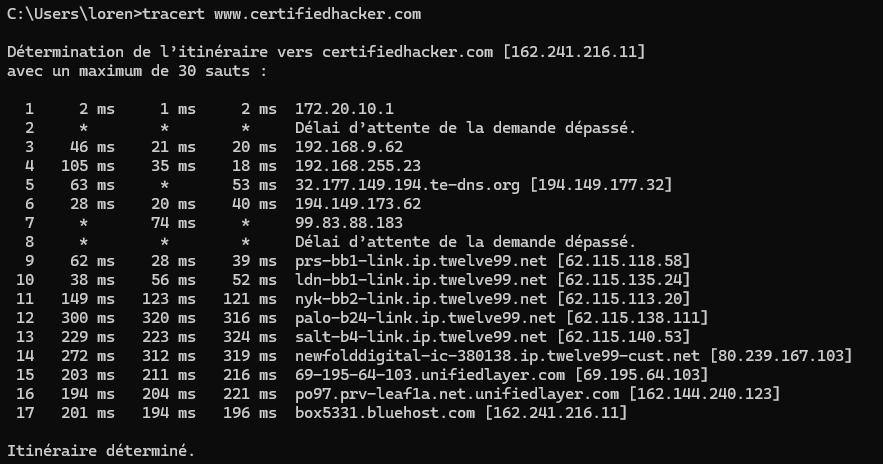 C:\Users\loren>tracert www.certifiedhacker.com
Détermination de l’itinéraire vers certifiedhacker.com [162.241.216.11]
avec un maximum de 30 sauts :
1 2 ms 1 ms 2 ms 172.20.10.1
2 * * * Délai d’attente de la demande dépassé.
3 46 ms 21 ms 20 ms 192.168.9.62
4 105 ms 35 ms 18 ms 192.168.255.23
5 63 ms * 53 ms 32.177.149.194.te-dns.org [194.149.177.32]
6 28 ms 20 ms 40 ms 194.149.173.62
7 * 74 ms * 99.83.88.183
8 * * * Délai d’attente de la demande dépassé.
9 62 ms 28 ms 39 ms prs-bb1-link.ip.twelve99.net [62.115.118.58]
10 38 ms 56 ms 52 ms ldn-bb1-link.ip.twelve99.net [62.115.135.24]
11 149 ms 123 ms 121 ms nyk-bb2-link.ip.twelve99.net [62.115.113.20]
12 300 ms 320 ms 316 ms palo-b24-link.ip.twelve99.net [62.115.138.111]
13 229 ms 223 ms 324 ms salt-b4-link.ip.twelve99.net [62.115.140.53]
14 272 ms 312 ms 319 ms newfolddigital-ic-380138.ip.twelve99-cust.net [80.239.167.103]
15 203 ms 211 ms 216 ms 69-195-64-103.unifiedlayer.com [69.195.64.103]
16 194 ms 204 ms 221 ms po97.prv-leaf1a.net.unifiedlayer.com [162.144.240.123]
17 201 ms 194 ms 196 ms box5331.bluehost.com [162.241.216.11]
Itinéraire déterminé.